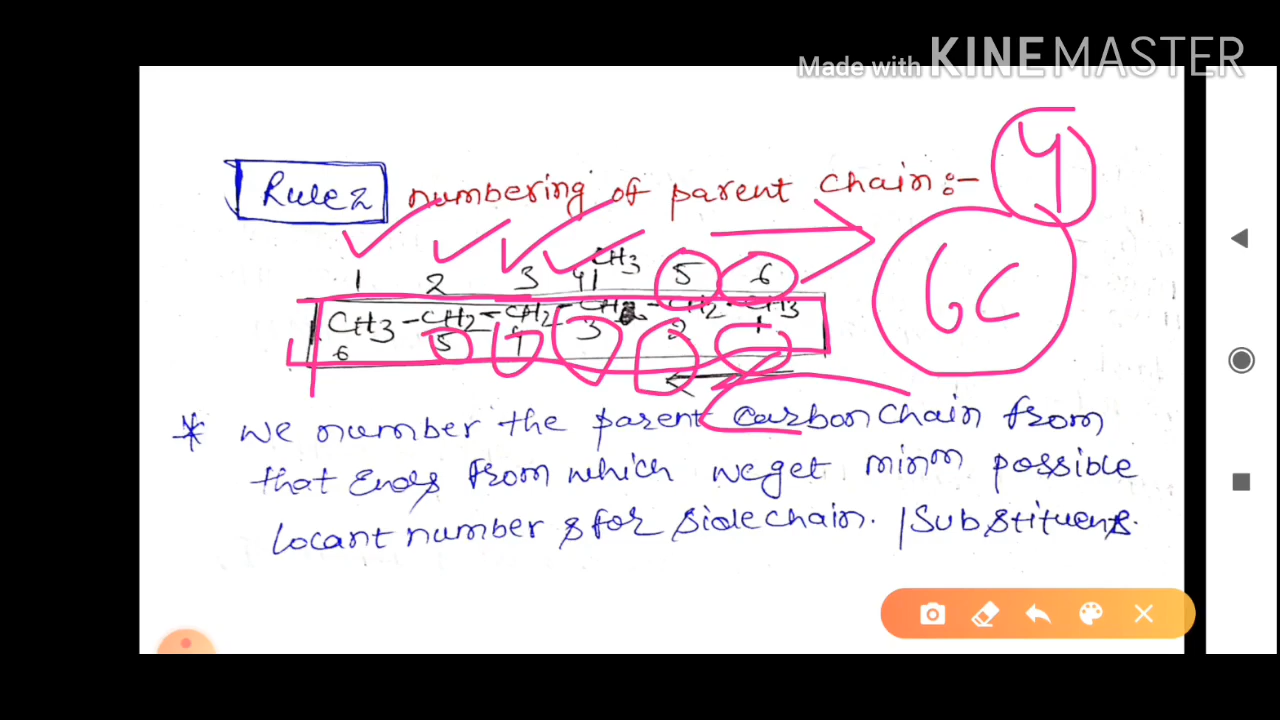 Made with KINEMASTER
Rule 2 numbering of parent chain :-
4
CH3
1 2 3 4 5 6
CH3-CH2-CH2-CH-CH2-CH3
6 5 4 3 2 1
6C
* We number the parent carbon chain from
that Ends from which we get minm possible
locant numbers for side chain. /Substituents.